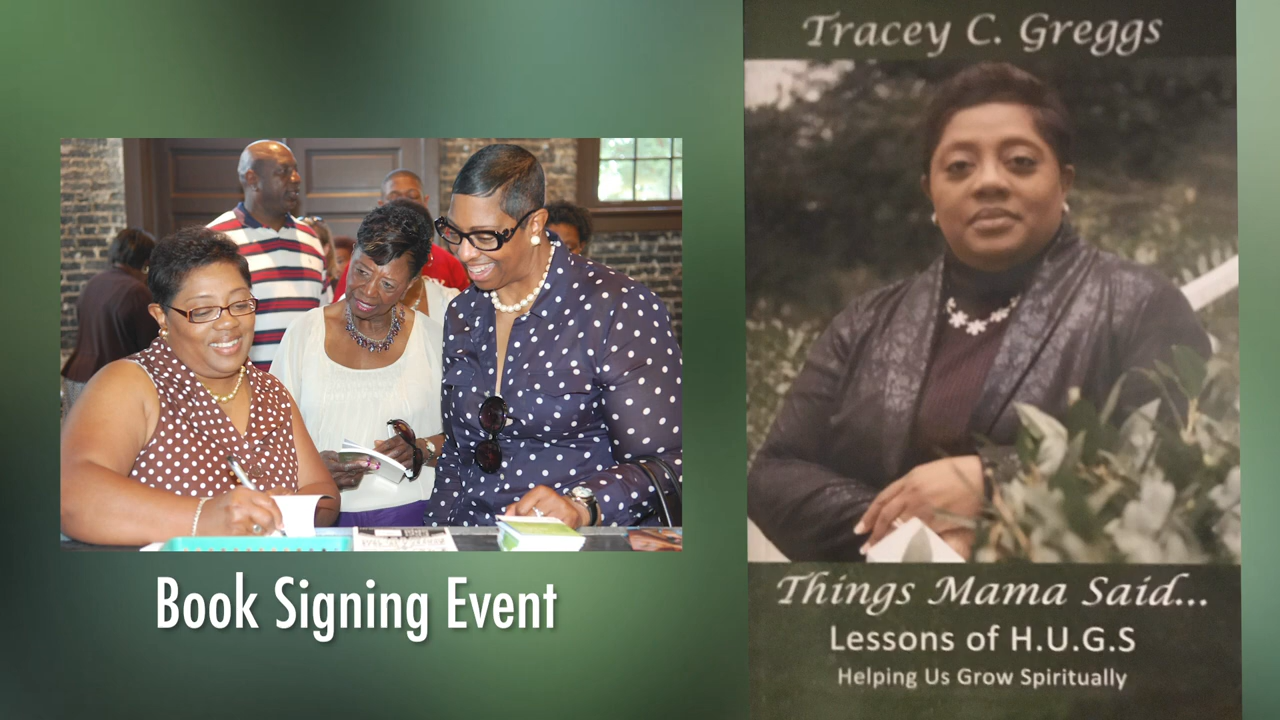 Book Signing Event
Tracey C. Greggs
Things Mama Said...
Lessons of H.U.G.S
Helping Us Grow Spiritually